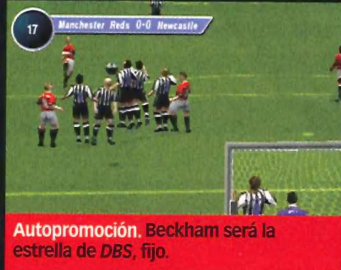 17 Manchester Reds 0-0 Newcastle
Autopromoción. Beckham será la
estrella de DBS, fijo.